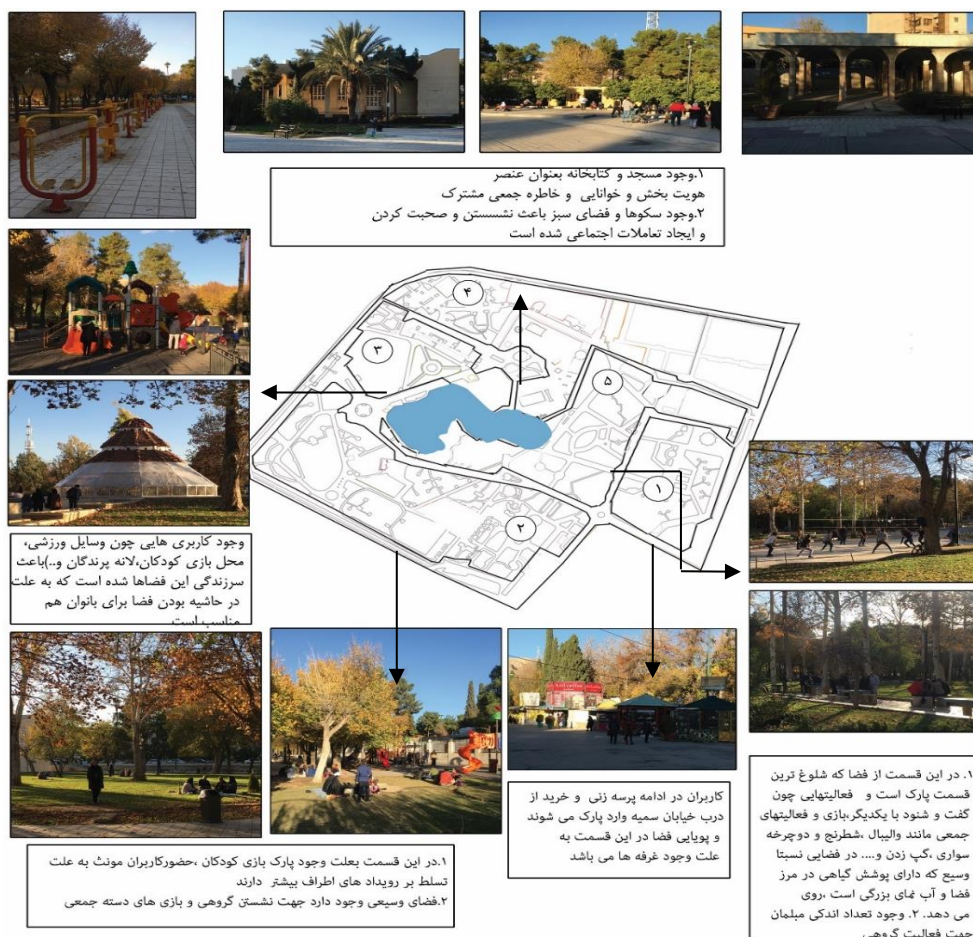 ۱.وجود مسجد و کتابخانه بعنوان عنصر
هویت بخش و خوانایی و خاطره جمعی مشترک
۲.وجود سکوها و فضای سبز باعث نشسستن و صحبت کردن
و ایجاد تعاملات اجتماعی شده است
۴
۳
۵
۱
۲
وجود کاربری هایی چون وسایل ورزشی،
محل بازی کودکان،لانه پرندگان و..)باعث
سرزندگی این فضاها شده است که به علت
در حاشیه بودن فضا برای بانوان هم
مناسب است
کاربران در ادامه پرسه زنی و خرید از
درب خیابان سمیه وارد پارک می شوند
و پویایی فضا در این قسمت به
علت وجود غرفه ها می باشد
۱. در این قسمت از فضا که شلوغ ترین
قسمت پارک است و فعالیتهایی چون
گفت و شنود با یکدیگر،بازی و فعالیتهای
جمعی مانند والیبال ،شطرنج و دوچرخه
سواری ،گپ زدن و.... در فضایی نسبتا
وسیع که دارای پوشش گیاهی در مرز
فضا و آب نمای بزرگی است ،روی
می دهد. ۲. وجود تعداد اندکی مبلمان
جهت فعالیت گروهی
۱.در این قسمت بعلت وجود پارک بازی کودکان ،حضورکاربران مونث به علت
تسلط بر رویداد های اطراف بیشتر دارند
۲.فضای وسیعی وجود دارد جهت نشستن گروهی و بازی های دسته جمعی